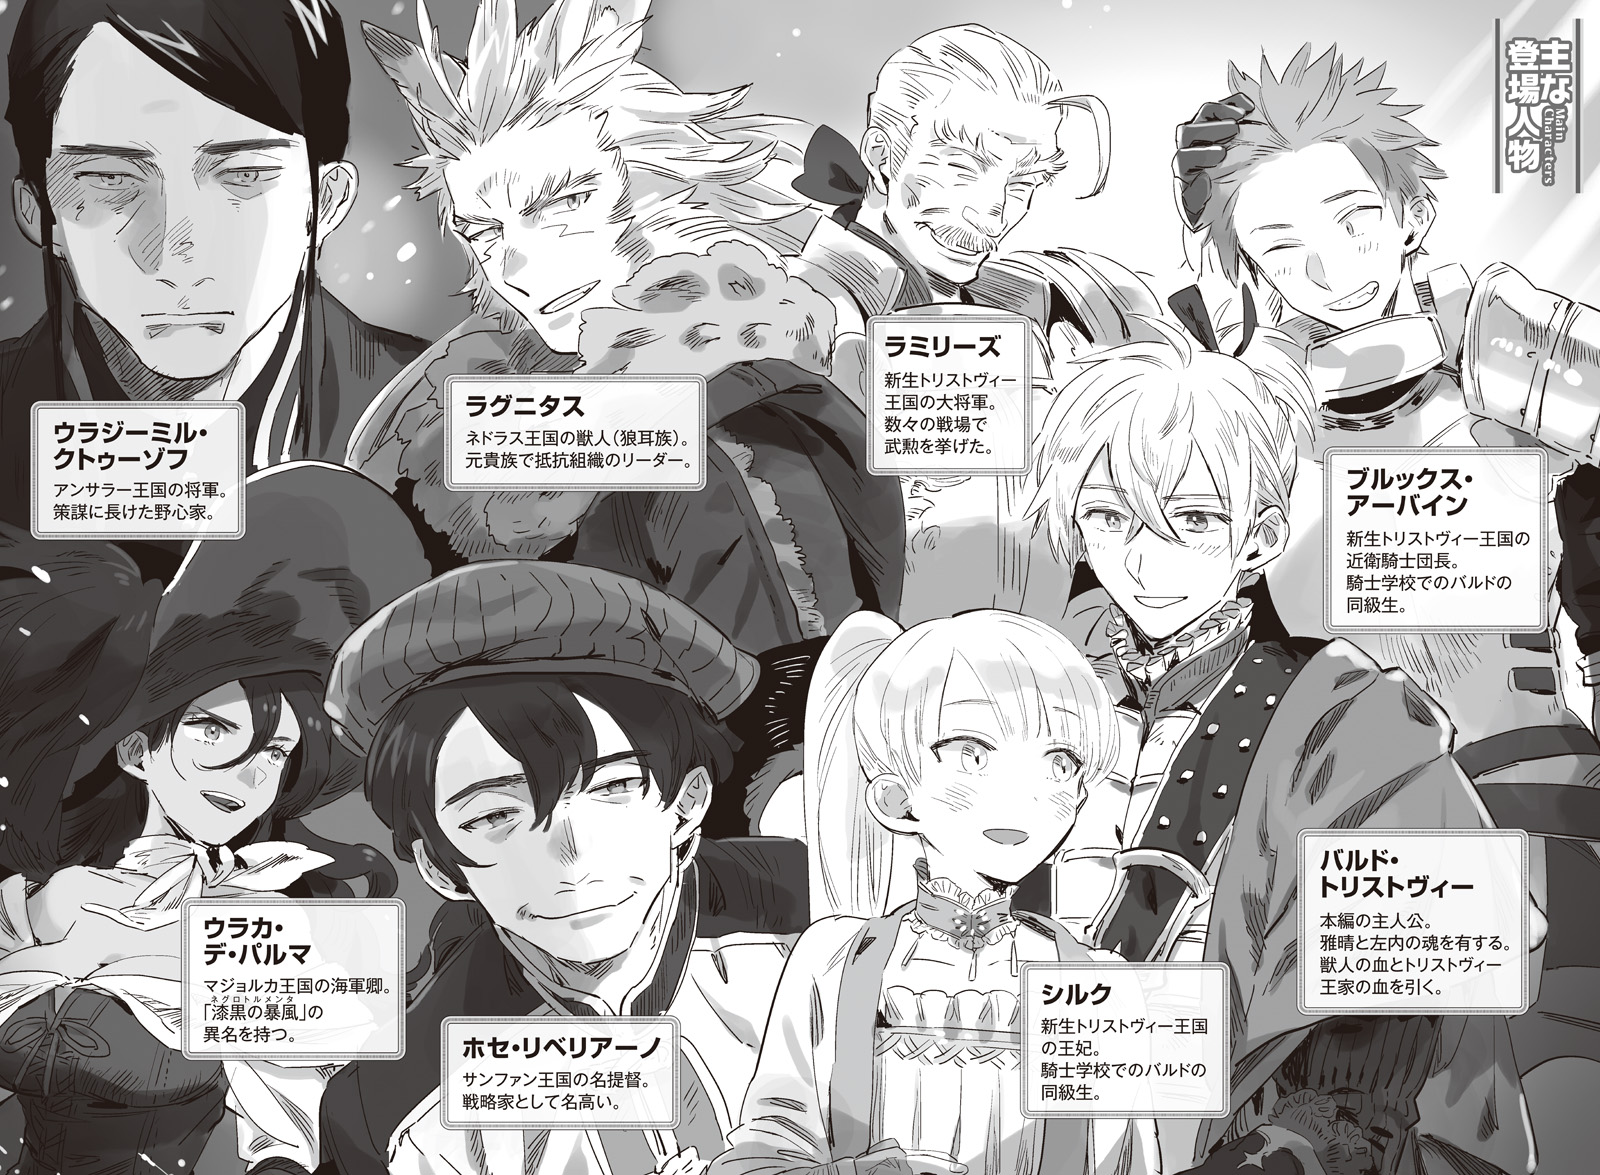 主な
登場人物
Main
Characters
ブルックス・
アーバイン
新生トリストヴィー王国の
近衛騎士団長。
騎士学校でのバルドの
同級生。
ラミリーズ
新生トリストヴィー
王国の大将軍。
数々の戦場で
武勲を挙げた。
ラグニタス
ネドラス王国の獣人（狼耳族）。
元貴族で抵抗組織のリーダー。
ウラジーミル・
クトゥーゾフ
アンサラー王国の将軍。
策謀に長けた野心家。
バルド・
トリストヴィー
本編の主人公。
雅晴と左内の魂を有する。
獣人の血とトリストヴィー
王家の血を引く。
シルク
新生トリストヴィー王国
の王妃。
騎士学校でのバルドの
同級生。
ホセ・リベリアーノ
サンファン王国の名提督。
戦略家として名高い。
ウラカ・
デ・パルマ
マジョルカ王国の海軍卿。
ネグロトルメンタ
「漆黒の暴風」の
異名を持つ。